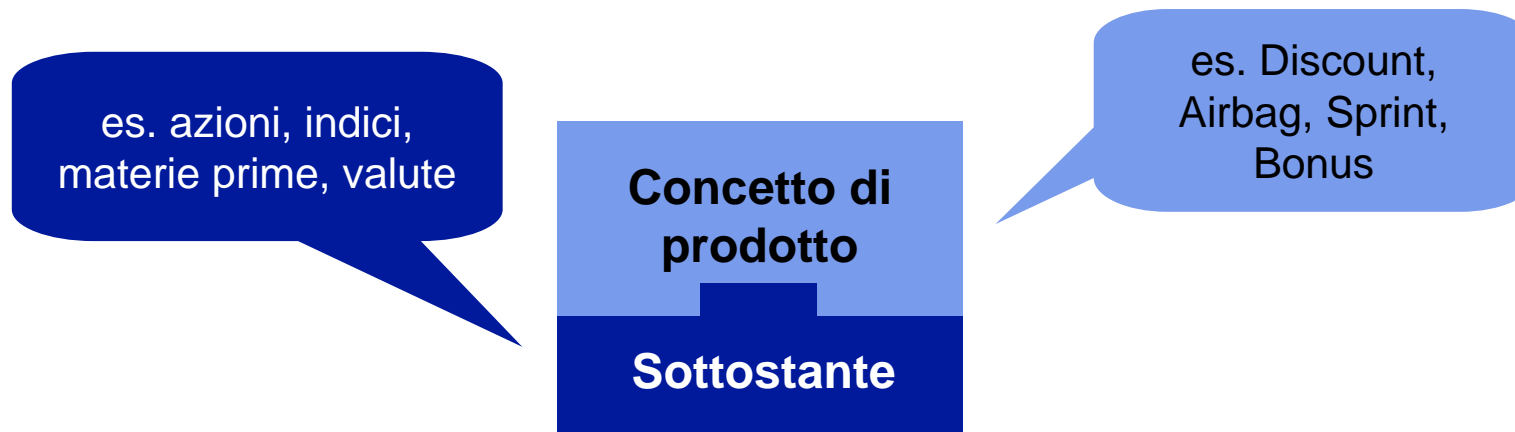 es. azioni, indici,
materie prime, valute
es. Discount,
Airbag, Sprint,
Bonus
Concetto di
prodotto
Sottostante